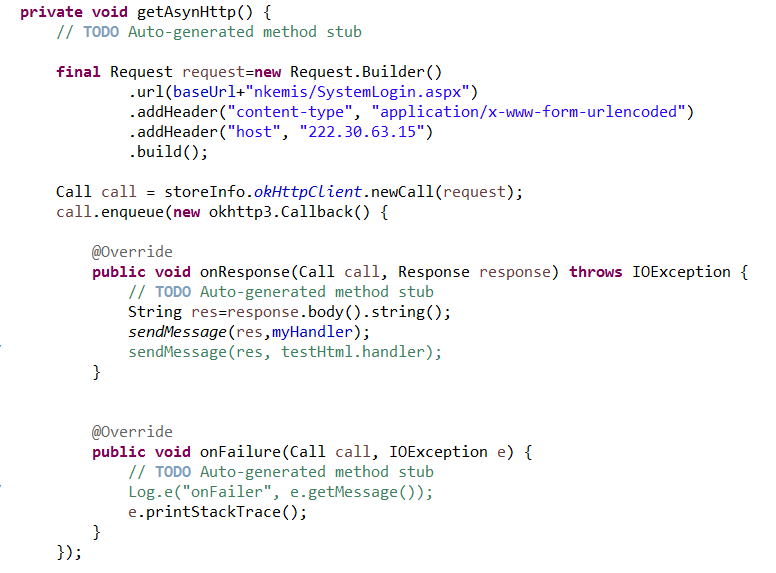 private void getAsynHttp() {
// TODO Auto-generated method stub
final Request request=new Request.Builder()
.url(baseUrl+"nkemis/SystemLogin.aspx")
.addHeader("content-type", "application/x-www-form-urlencoded")
.addHeader("host", "222.30.63.15")
.build();
Call call = storeInfo.okHttpClient.newCall(request);
call.enqueue(new okhttp3.Callback() {
@Override
public void onResponse(Call call, Response response) throws IOException {
// TODO Auto-generated method stub
String res=response.body().string();
sendMessage(res,myHandler);
sendMessage(res, testHtml.handler);
}
@Override
public void onFailure(Call call, IOException e) {
// TODO Auto-generated method stub
Log.e("onFailer", e.getMessage());
e.printStackTrace();
}
});